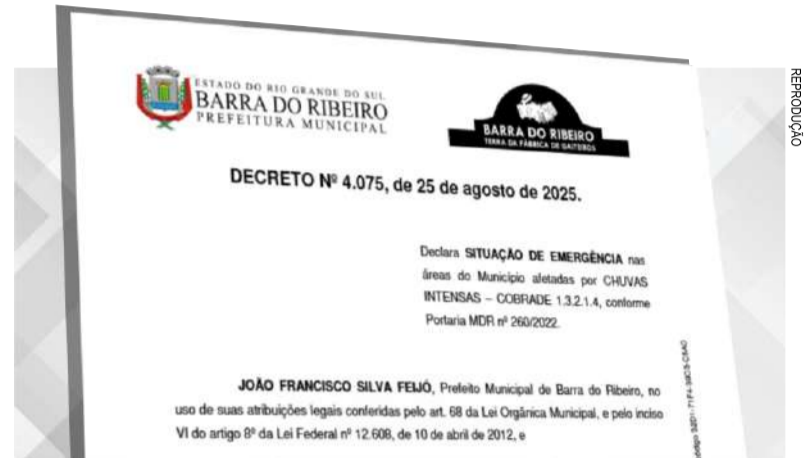 ESTADO DO RIO GRANDE DO SUL
BARRA DO RIBEIRO
PREFEITURA MUNICIPAL
BARRA DO RIBEIRO
TERRA DA FÁBRICA DE GAITEIROS
REPRODUÇÃO
DECRETO Nº 4.075, de 25 de agosto de 2025.
Declara SITUAÇÃO DE EMERGÊNCIA nas
áreas do Município afetadas por CHUVAS
INTENSAS – COBRADE 1.3.2.1.4, conforme
Portaria MDR nº 260/2022.
JOÃO FRANCISCO SILVA FEIJÓ, Prefeito Municipal de Barra do Ribeiro, no
uso de suas atribuições legais conferidas pelo art. 68 da Lei Orgânica Municipal, e pelo inciso
VI do artigo 8º da Lei Federal nº 12.608, de 10 de abril de 2012, e